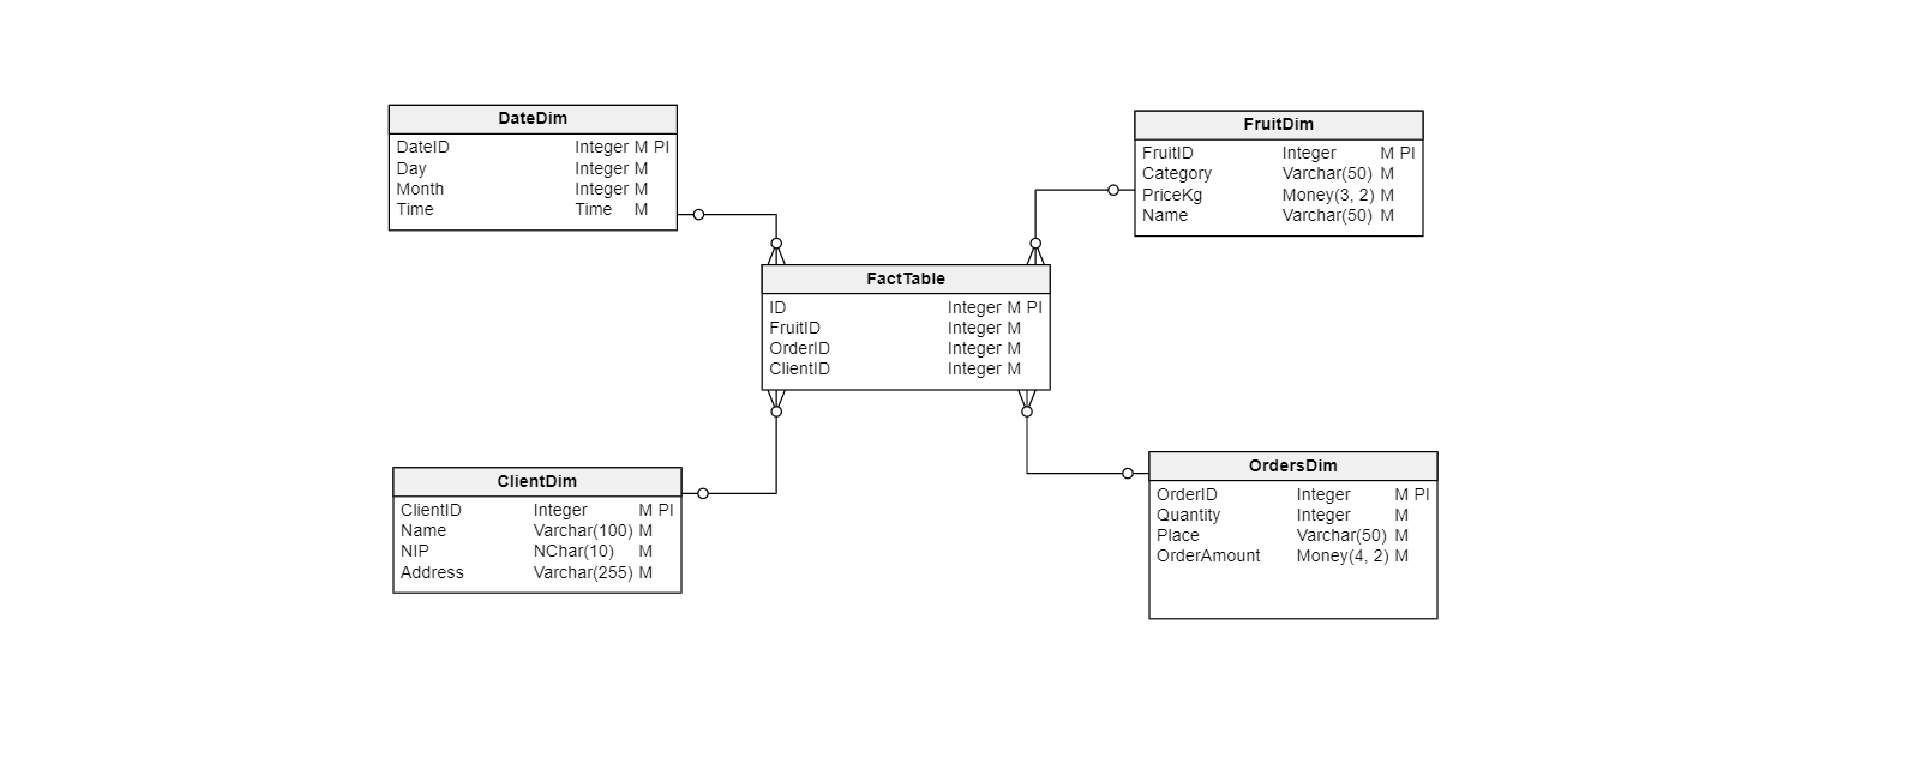 DateDim
DateID Integer M PI
Day Integer M
Month Integer M
Time Time M
FruitDim
FruitID Integer M PI
Category Varchar(50) M
PriceKg Money(3, 2) M
Name Varchar(50) M
FactTable
ID Integer M PI
FruitID Integer M
OrderID Integer M
ClientID Integer M
ClientDim
ClientID Integer M PI
Name Varchar(100) M
NIP NChar(10) M
Address Varchar(255) M
OrdersDim
OrderID Integer M PI
Quantity Integer M
Place Varchar(50) M
OrderAmount Money(4, 2) M